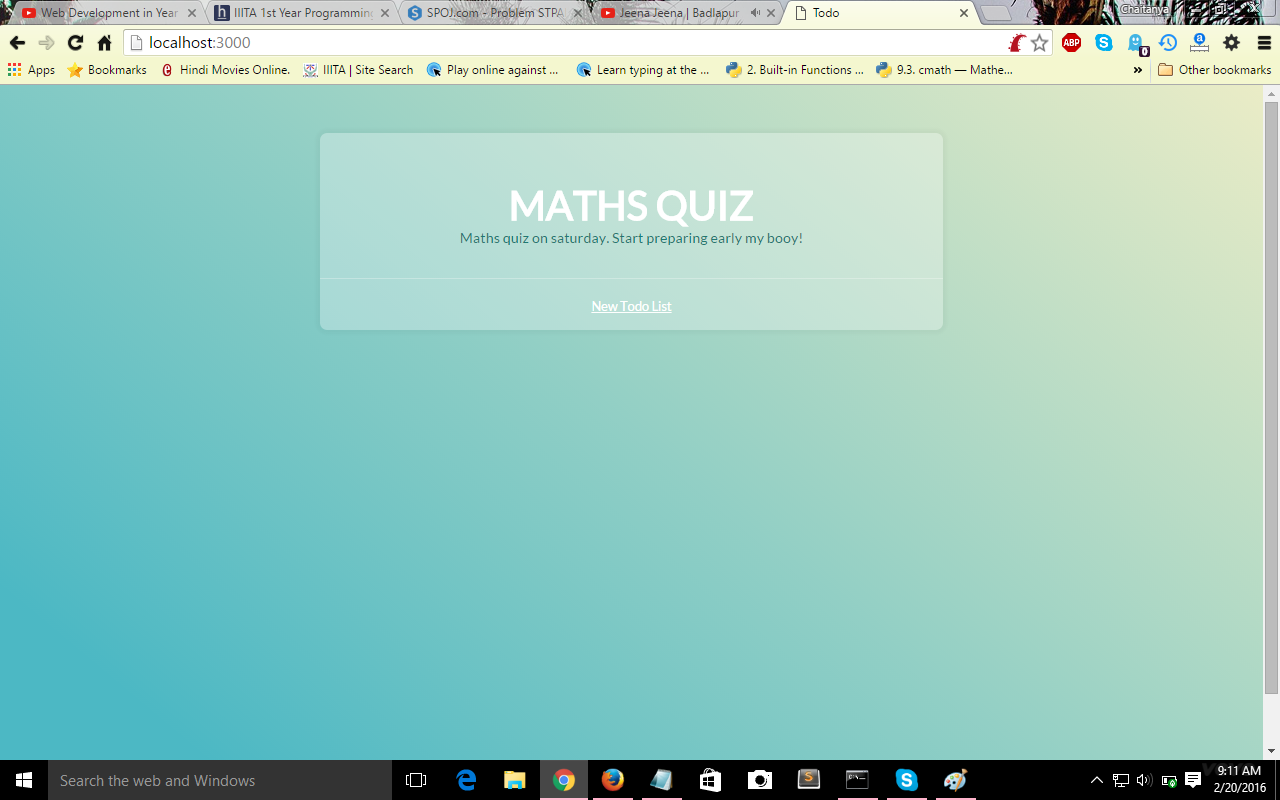 Web Development in Year
IIITA 1st Year Programming
SPOJ.com - Problem STPA
Jeena Jeena | Badlapur
Todo
Chaitanya
localhost:3000
ABP
0
Apps
Bookmarks
Hindi Movies Online.
IIITA | Site Search
Play online against ...
Learn typing at the ...
2. Built-in Functions ...
9.3. cmath — Mathe...
»
Other bookmarks
MATHS QUIZ
Maths quiz on saturday. Start preparing early my booy!
New Todo List
Search the web and Windows
9:11 AM
2/20/2016